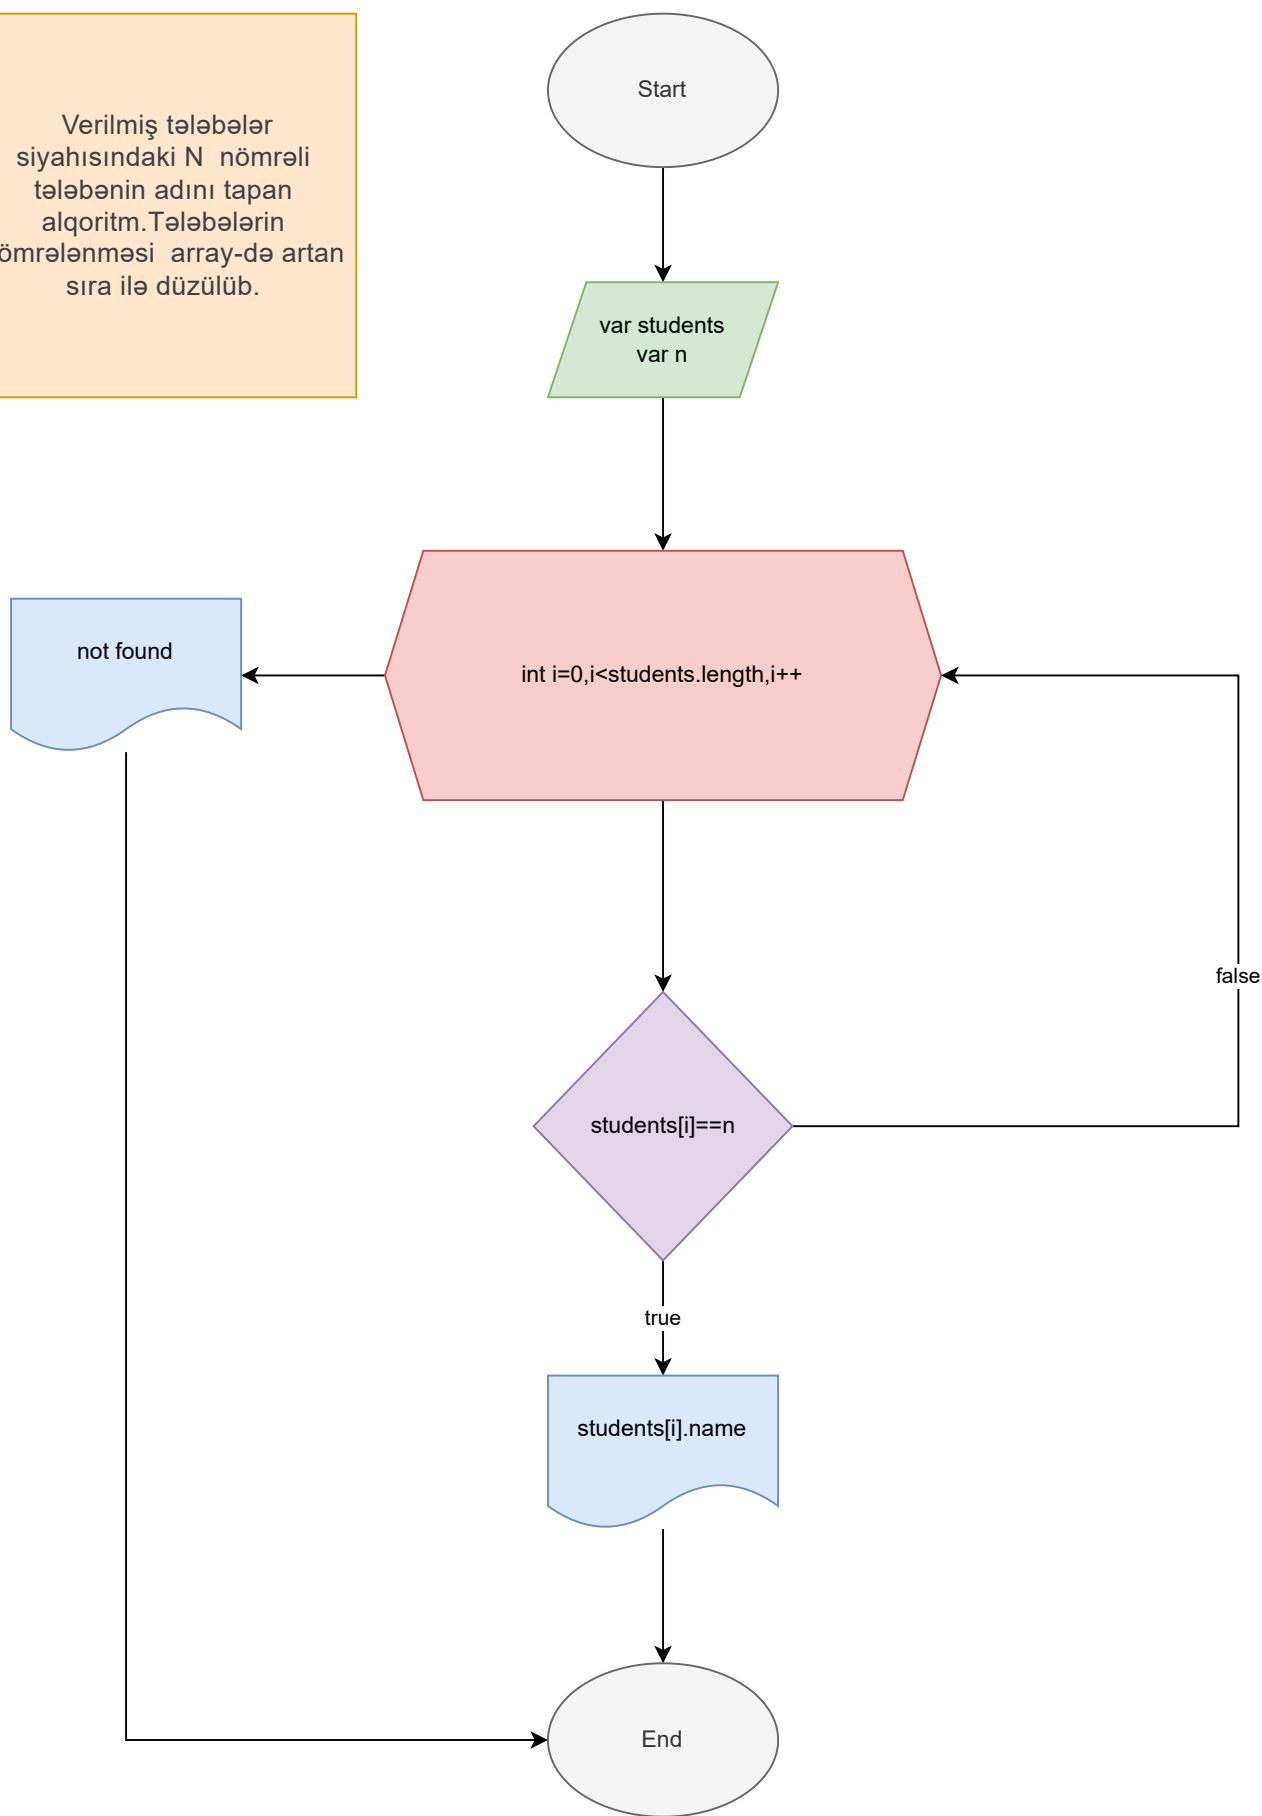 Start
Verilmiş tələbələr
siyahısındaki N  nömrəli
tələbənin adını tapan
alqoritm.Tələbələrin
ömrələnməsi  array-də artan
sıra ilə düzülüb.
var students
var n
not found
int i=0,i<students.length,i++
false
students[i]==n
true
students[i].name
End